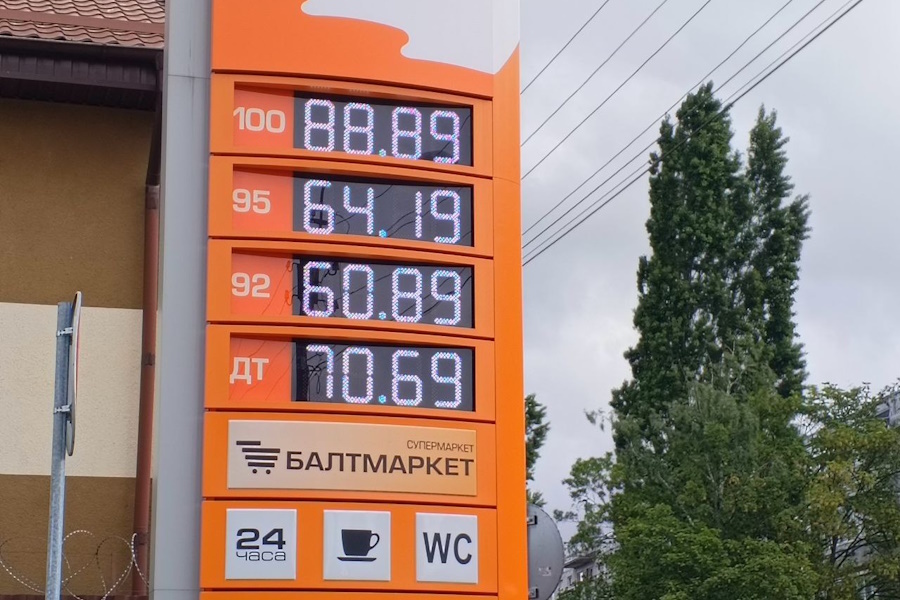 100 88.89
95 64.19
92 60.89
ДТ 70.69
СУПЕРМАРКЕТ
БАЛТМАРКЕТ
24 WC
часа